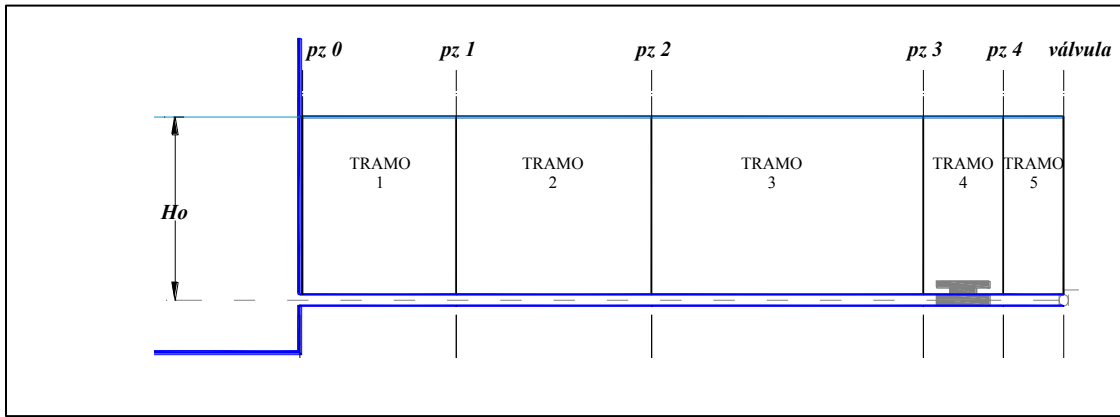 pz 0 pz 1 pz 2 pz 3 pz 4 válvula
TRAMO TRAMO TRAMO TRAMO TRAMO
1 2 3 4 5
Ho